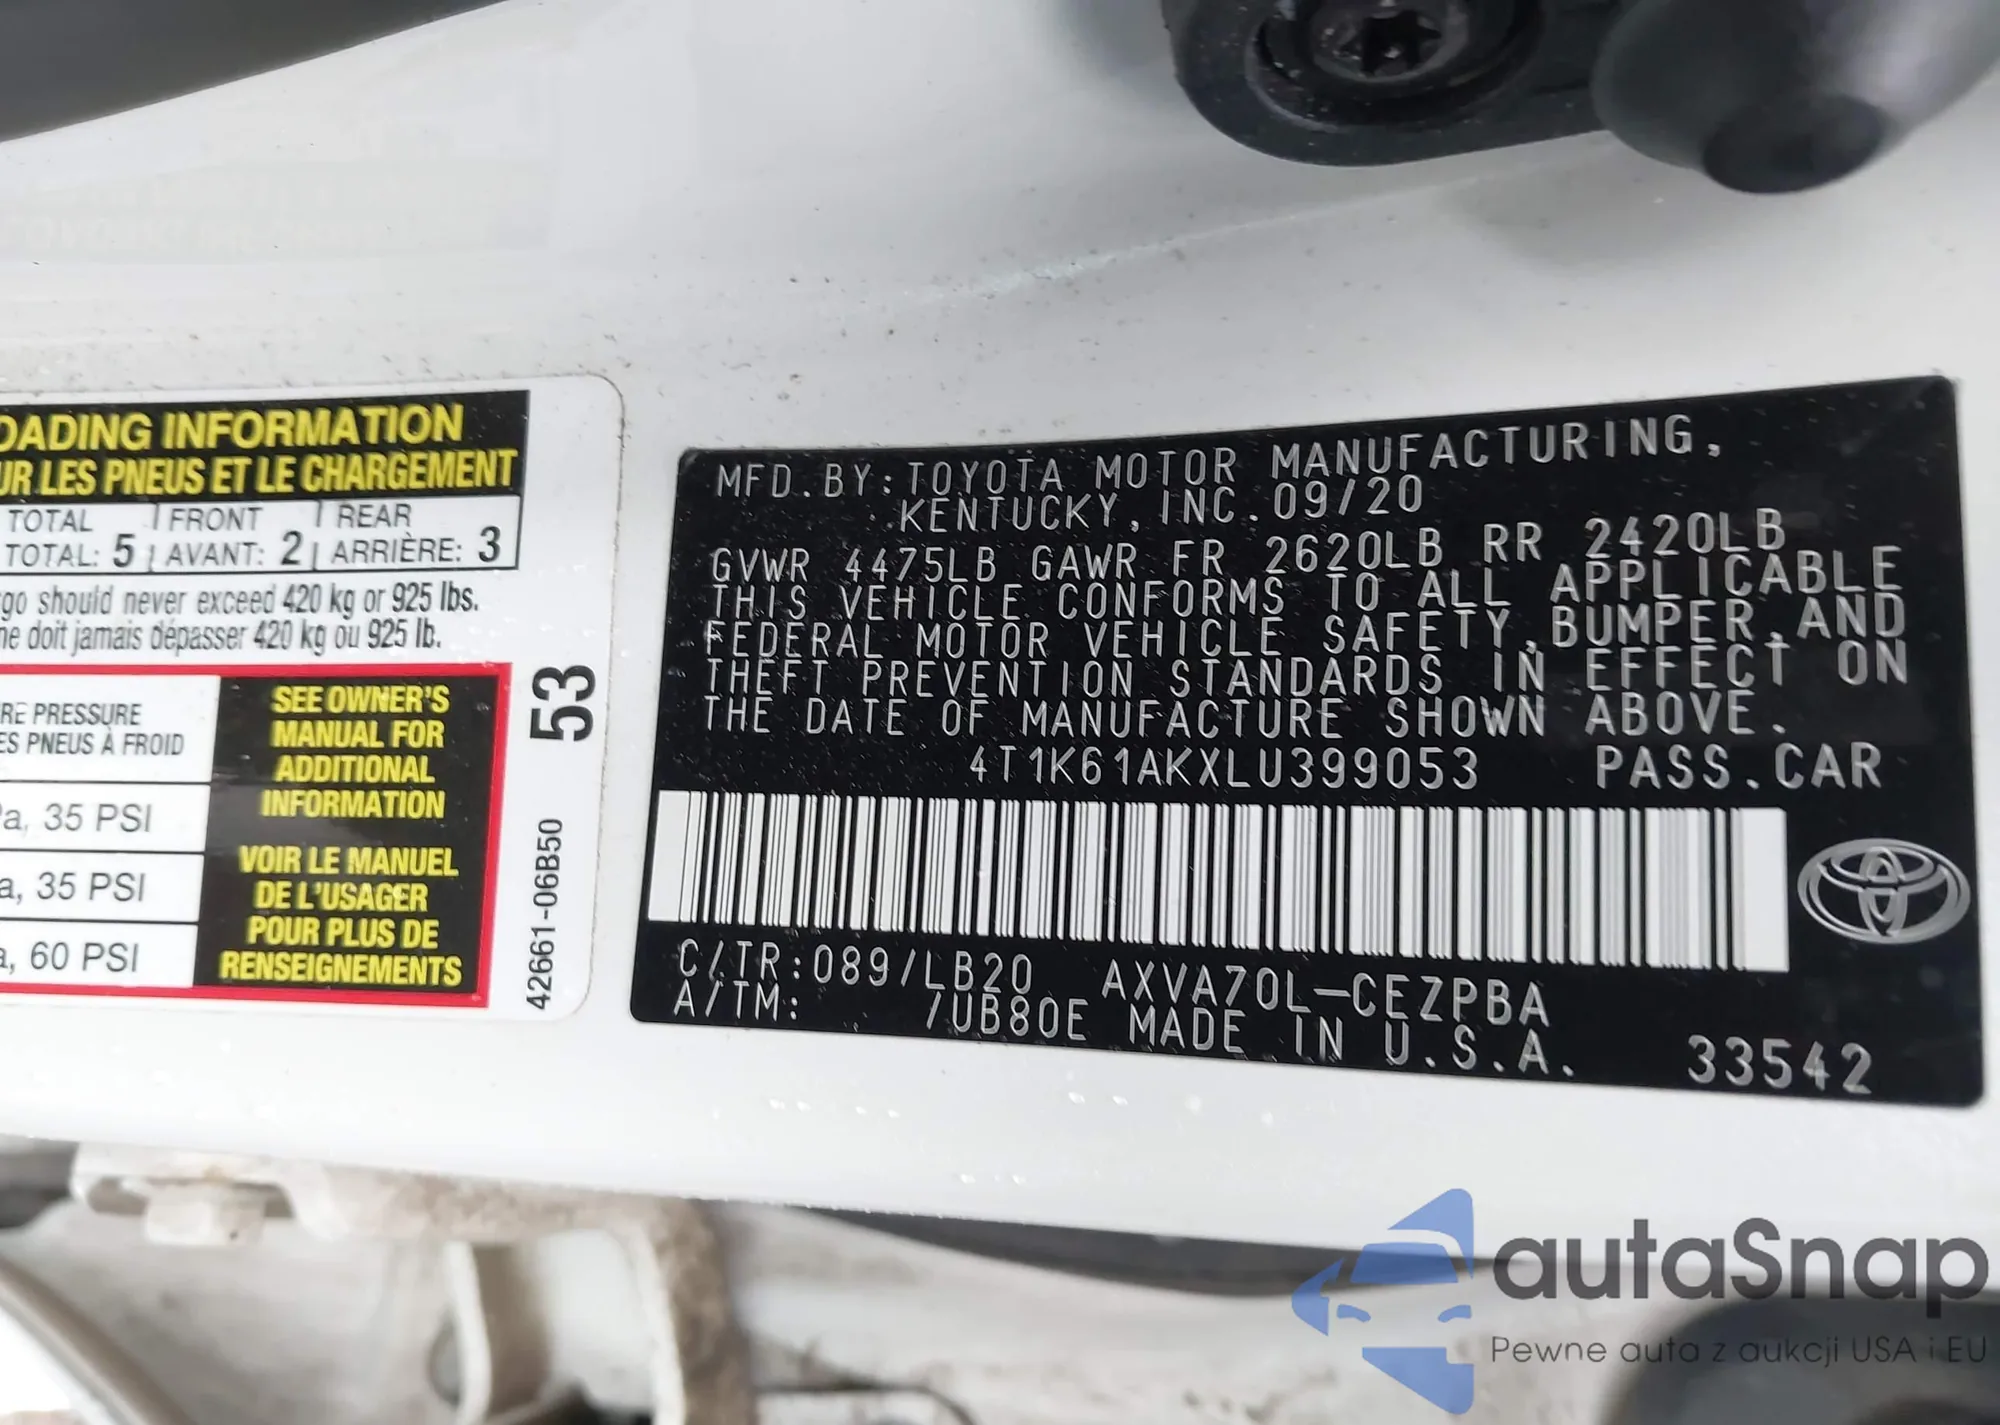 OADING INFORMATION
UR LES PNEUS ET LE CHARGEMENT
TOTAL FRONT REAR
TOTAL: 5 AVANT: 2 ARRIÈRE: 3
rgo should never exceed 420 kg or 925 lbs.
ne doit jamais dépasser 420 kg ou 925 lb.
RE PRESSURE
ES PNEUS À FROID
a, 35 PSI
a, 35 PSI
a, 60 PSI
SEE OWNER'S
MANUAL FOR
ADDITIONAL
INFORMATION
VOIR LE MANUEL
DE L'USAGER
POUR PLUS DE
RENSEIGNEMENTS
53
42661-06B50
MFD.BY:TOYOTA MOTOR MANUFACTURING,
KENTUCKY,INC.09/20
GVWR 4475LB GAWR FR 2620LB RR 2420LB
THIS VEHICLE CONFORMS TO ALL APPLICABLE
FEDERAL MOTOR VEHICLE SAFETY,BUMPER,AND
THEFT PREVENTION STANDARDS IN EFFECT ON
THE DATE OF MANUFACTURE SHOWN ABOVE.
4T1K61AKXLU399053 PASS.CAR
C/TR:089/LB20 AXVA70L-CEZPBA
A/TM: /UB80E MADE IN U.S.A. 33542
autaSnap
Pewne auta z aukcji USA i EU